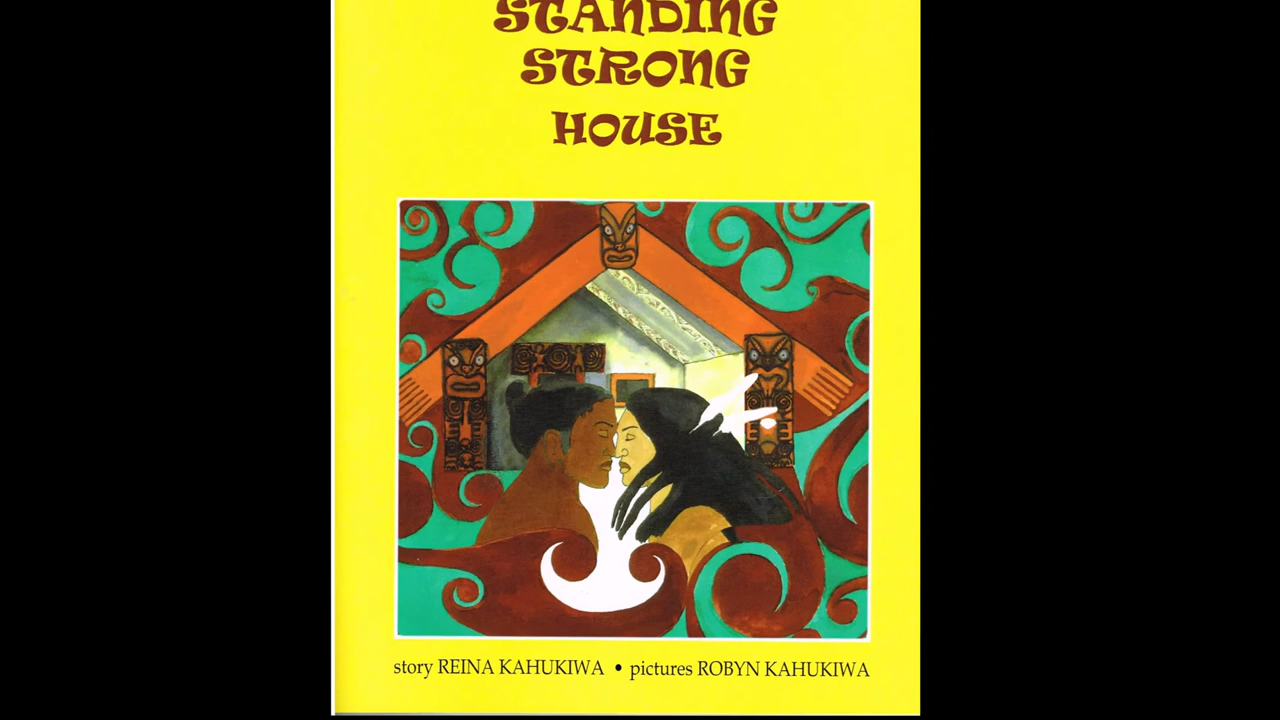 STANDING
STRONG
HOUSE
story REINA KAHUKIWA • pictures ROBYN KAHUKIWA